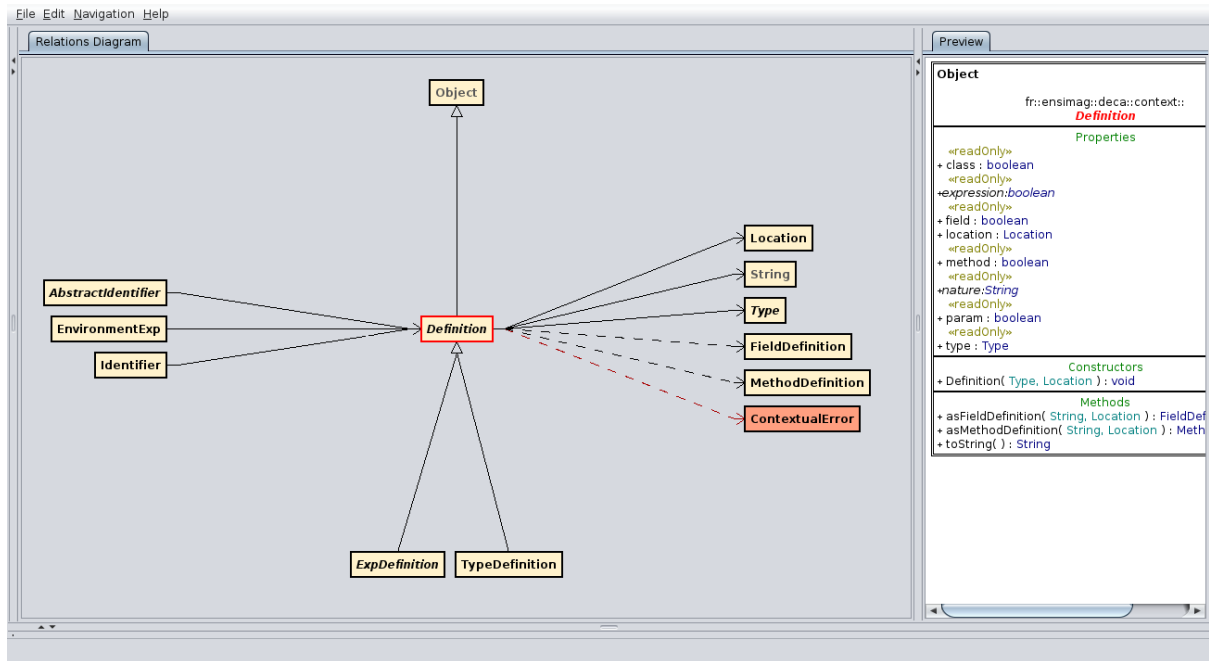 File Edit Navigation Help
Relations Diagram
Preview
Object
AbstractIdentifier
EnvironmentExp
Identifier
Definition
Location
String
Type
FieldDefinition
MethodDefinition
ContextualError
ExpDefinition
TypeDefinition
Object
fr::ensimag::deca::context::
Definition
Properties
«readOnly»
+ class : boolean
«readOnly»
+expression:boolean
«readOnly»
+ field : boolean
+ location : Location
«readOnly»
+ method : boolean
«readOnly»
+nature:String
«readOnly»
+ param : boolean
«readOnly»
+ type : Type
Constructors
+ Definition( Type, Location ) : void
Methods
+ asFieldDefinition( String, Location ) : FieldDef
+ asMethodDefinition( String, Location ) : Meth
+ toString( ) : String